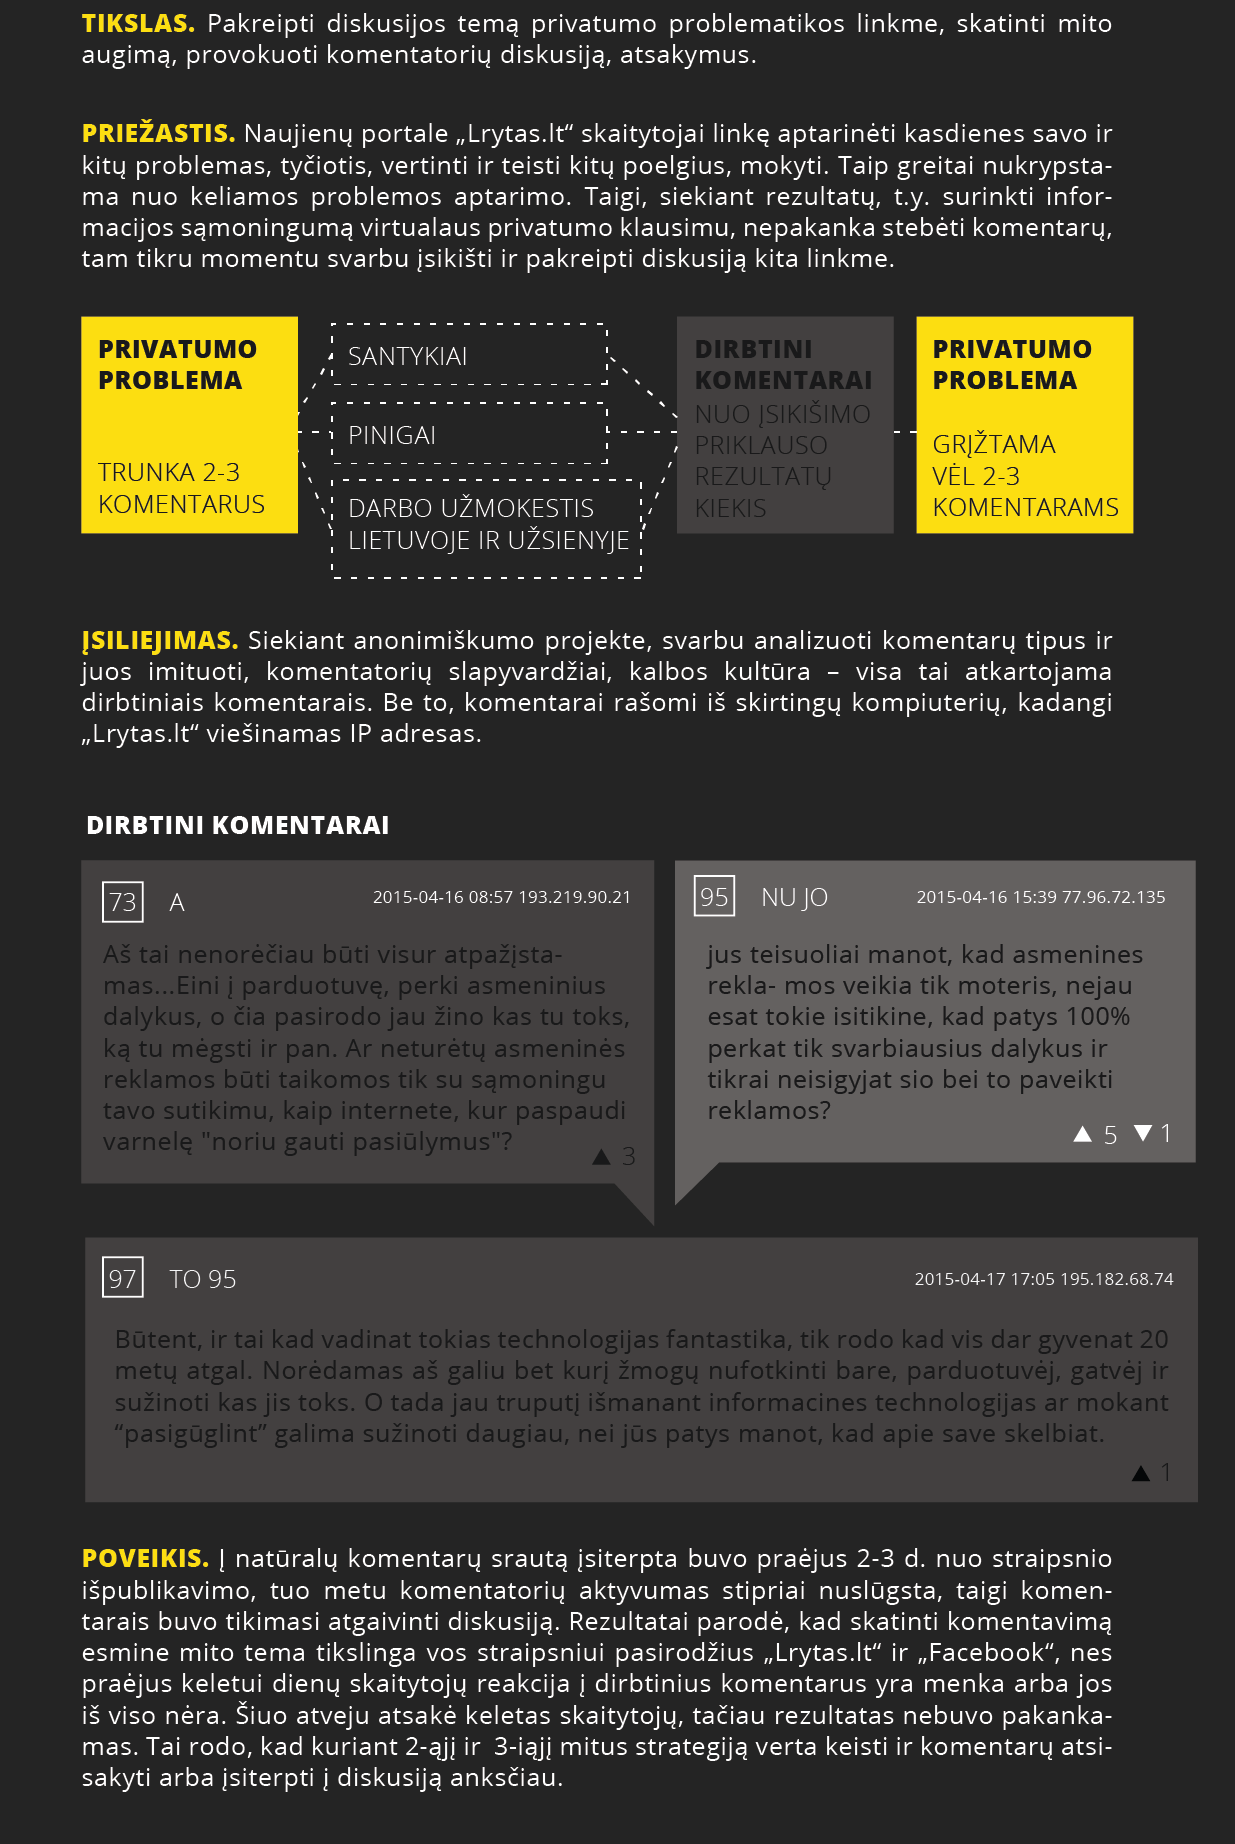 TIKSLAS. Pakreipti diskusijos temą privatumo problematikos linkme, skatinti mito
augimą, provokuoti komentatorių diskusiją, atsakymus.
PRIEŽASTIS. Naujienų portale „Lrytas.lt“ skaitytojai linkę aptarinėti kasdienes savo ir
kitų problemas, tyčiotis, vertinti ir teisti kitų poelgius, mokyti. Taip greitai nukrypsta-
ma nuo keliamos problemos aptarimo. Taigi, siekiant rezultatų, t.y. surinkti infor-
macijos sąmoningumą virtualaus privatumo klausimu, nepakanka stebėti komentarų,
tam tikru momentu svarbu įsikišti ir pakreipti diskusiją kita linkme.
PRIVATUMO
PROBLEMA
TRUNKA 2-3
KOMENTARUS
SANTYKIAI
PINIGAI
DARBO UŽMOKESTIS
LIETUVOJE IR UŽSIENYJE
DIRBTINI
KOMENTARAI
NUO ĮSIKIŠIMO
PRIKLAUSO
REZULTATŲ
KIEKIS
PRIVATUMO
PROBLEMA
GRĮŽTAMA
VĖL 2-3
KOMENTARAMS
ĮSILIEJIMAS. Siekiant anonimiškumo projekte, svarbu analizuoti komentarų tipus ir
juos imituoti, komentatorių slapyvardžiai, kalbos kultūra – visa tai atkartojama
dirbtiniais komentarais. Be to, komentarai rašomi iš skirtingų kompiuterių, kadangi
„Lrytas.lt“ viešinamas IP adresas.
DIRBTINI KOMENTARAI
73 A 2015-04-16 08:57 193.219.90.21
Aš tai nenorėčiau būti visur atpažįsta-
mas...Eini į parduotuvę, perki asmeninius
dalykus, o čia pasirodo jau žino kas tu toks,
ką tu mėgsti ir pan. Ar neturėtų asmeninės
reklamos būti taikomos tik su sąmoningu
tavo sutikimu, kaip internete, kur paspaudi
varnelę "noriu gauti pasiūlymus"?
▲ 3
95 NU JO 2015-04-16 15:39 77.96.72.135
jus teisuoliai manot, kad asmenines
rekla- mos veikia tik moteris, nejau
esat tokie isitikine, kad patys 100%
perkat tik svarbiausius dalykus ir
tikrai neisigyjat sio bei to paveikti
reklamos?
▲ 5 ▼ 1
97 TO 95 2015-04-17 17:05 195.182.68.74
Būtent, ir tai kad vadinat tokias technologijas fantastika, tik rodo kad vis dar gyvenat 20
metų atgal. Norėdamas aš galiu bet kurį žmogų nufotkinti bare, parduotuvėj, gatvėj ir
sužinoti kas jis toks. O tada jau truputį išmanant informacines technologijas ar mokant
“pasigūglint” galima sužinoti daugiau, nei jūs patys manot, kad apie save skelbiat.
▲ 1
POVEIKIS. Į natūralų komentarų srautą įsiterpta buvo praėjus 2-3 d. nuo straipsnio
išpublikavimo, tuo metu komentatorių aktyvumas stipriai nuslūgsta, taigi komen-
tarais buvo tikimasi atgaivinti diskusiją. Rezultatai parodė, kad skatinti komentavimą
esmine mito tema tikslinga vos straipsniui pasirodžius „Lrytas.lt“ ir „Facebook“, nes
praėjus keletui dienų skaitytojų reakcija į dirbtinius komentarus yra menka arba jos
iš viso nėra. Šiuo atveju atsakė keletas skaitytojų, tačiau rezultatas nebuvo pakanka-
mas. Tai rodo, kad kuriant 2-ąjį ir 3-iąjį mitus strategiją verta keisti ir komentarų atsi-
sakyti arba įsiterpti į diskusiją anksčiau.